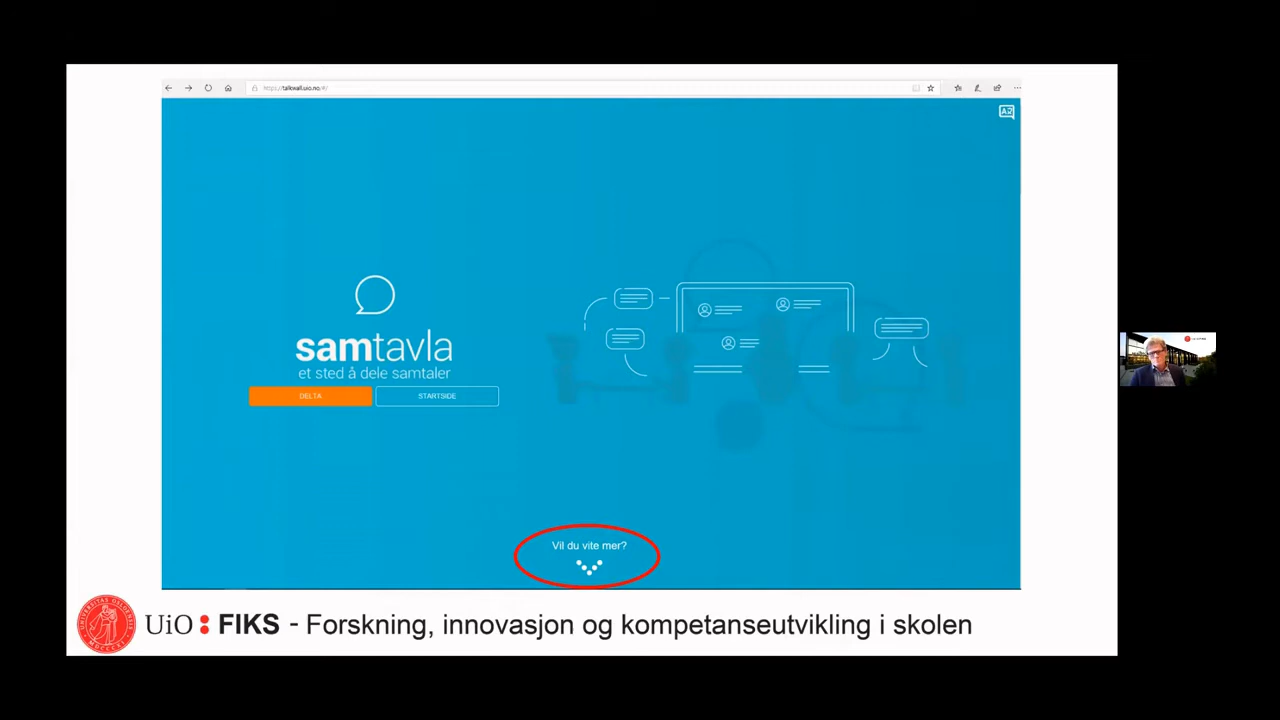 https://talkwall.uio.no/#/
samtavla
et sted å dele samtaler
DELTA
STARTSIDE
Vil du vite mer?
UiO : FIKS - Forskning, innovasjon og kompetanseutvikling i skolen